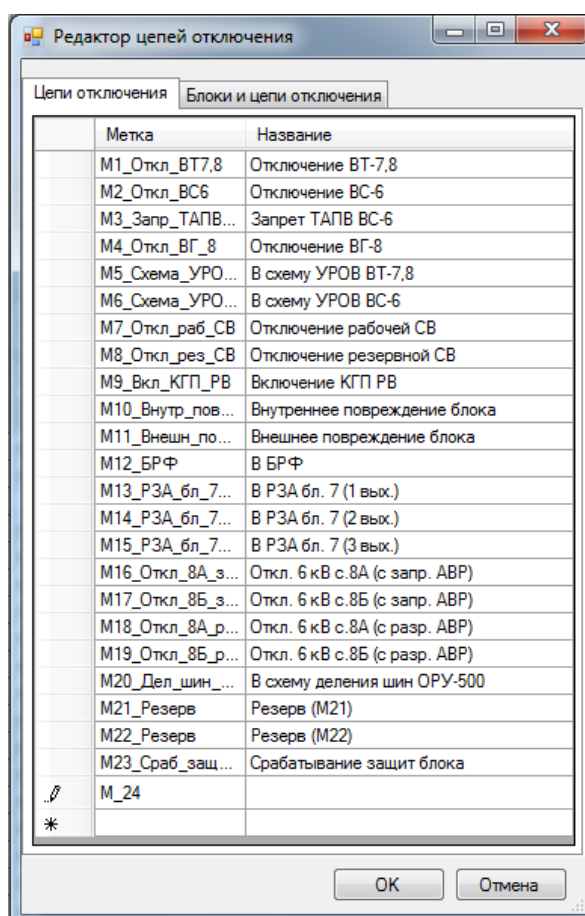 Редактор цепей отключения
Цепи отключения Блоки и цепи отключения
Метка Название
М1_Откл_ВТ7,8 Отключение ВТ-7,8
М2_Откл_ВС6 Отключение ВС-6
М3_Запр_ТАПВ... Запрет ТАПВ ВС-6
М4_Откл_ВГ_8 Отключение ВГ-8
М5_Схема_УРО... В схему УРОВ ВТ-7,8
М6_Схема_УРО... В схему УРОВ ВС-6
М7_Откл_раб_СВ Отключение рабочей СВ
М8_Откл_рез_СВ Отключение резервной СВ
М9_Вкл_КГП_РВ Включение КГП РВ
М10_Внутр_пов... Внутреннее повреждение блока
М11_Внешн_по... Внешнее повреждение блока
М12_БРФ В БРФ
М13_РЗА_бл_7... В РЗА бл. 7 (1 вых.)
М14_РЗА_бл_7... В РЗА бл. 7 (2 вых.)
М15_РЗА_бл_7... В РЗА бл. 7 (3 вых.)
М16_Откл_8А_з... Откл. 6 кВ с.8А (с запр. АВР)
М17_Откл_8Б_з... Откл. 6 кВ с.8Б (с запр. АВР)
М18_Откл_8А_р... Откл. 6 кВ с.8А (с разр. АВР)
М19_Откл_8Б_р... Откл. 6 кВ с.8Б (с разр. АВР)
М20_Дел_шин_... В схему деления шин ОРУ-500
М21_Резерв Резерв (М21)
М22_Резерв Резерв (М22)
М23_Сраб_защ... Срабатывание защит блока
М_24
OK Отмена